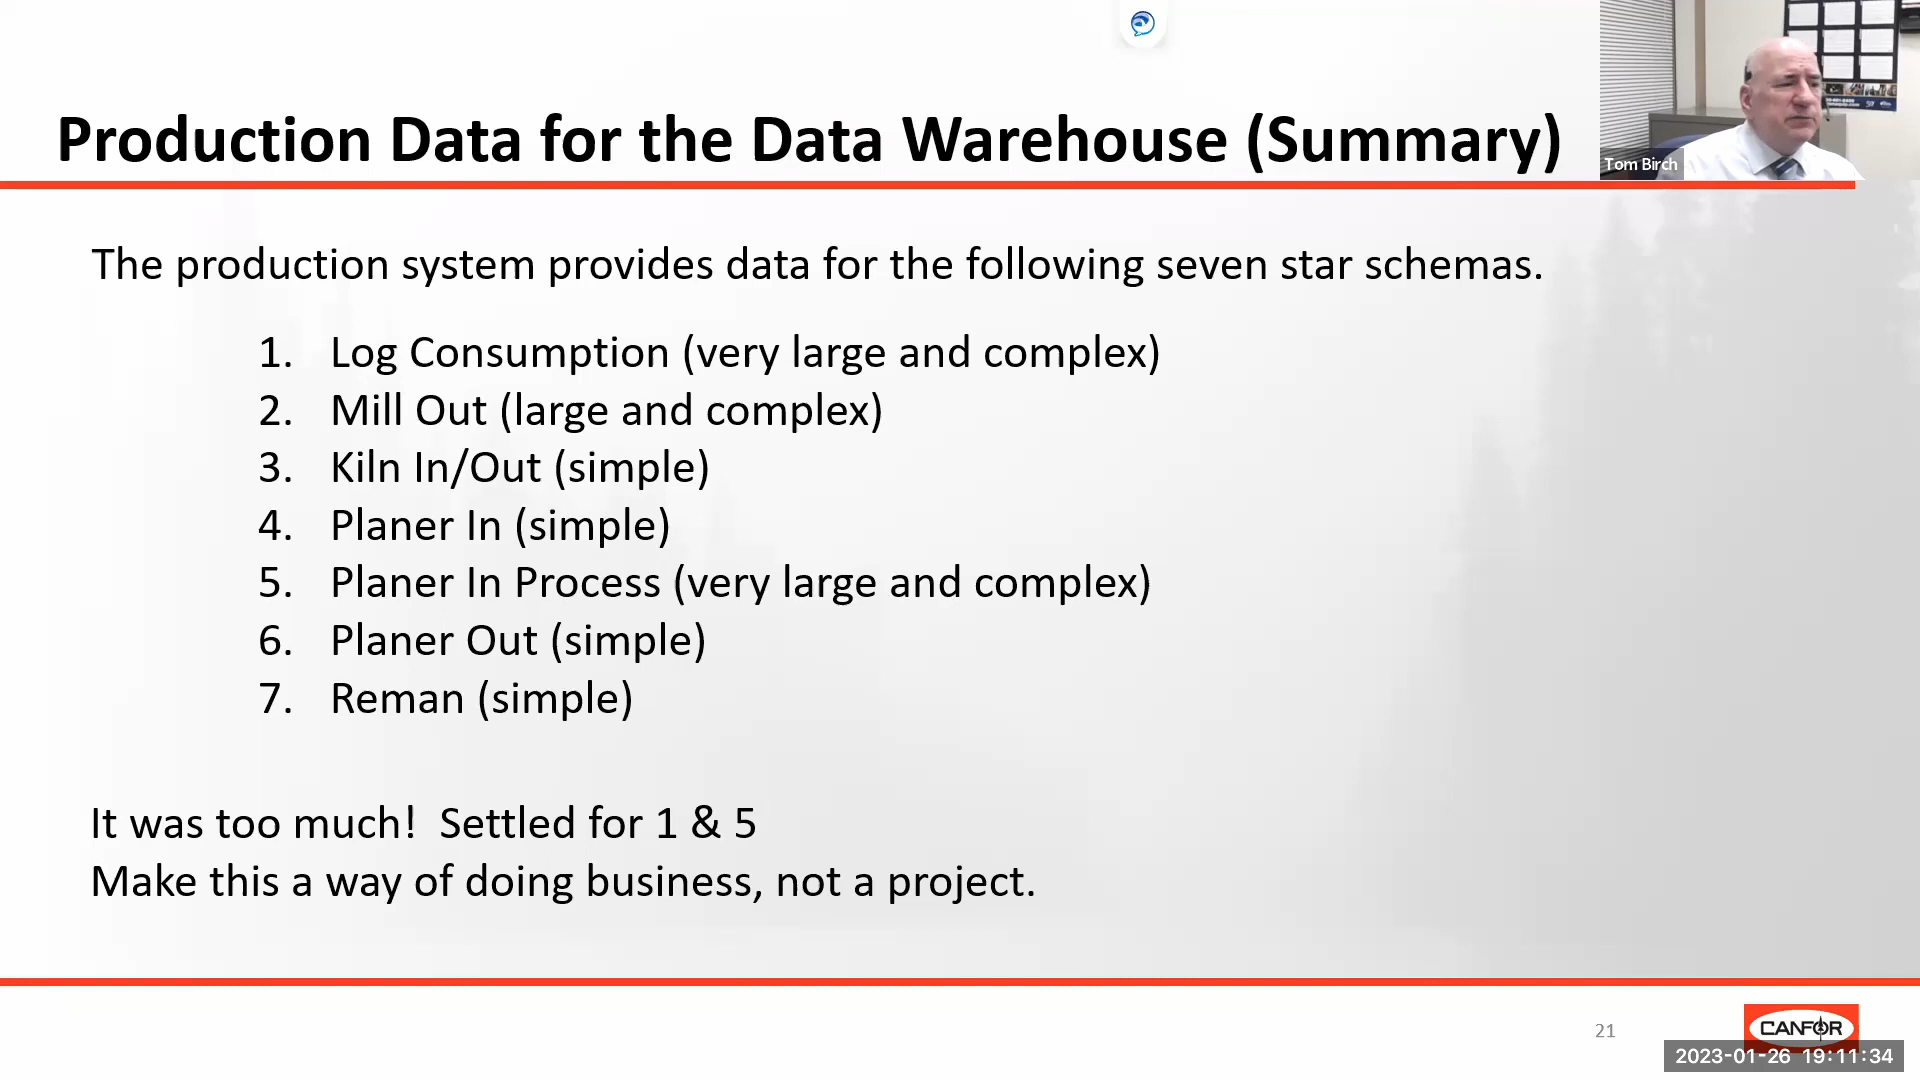 Production Data for the Data Warehouse (Summary)
Tom Birch
The production system provides data for the following seven star schemas.
1. Log Consumption (very large and complex)
2. Mill Out (large and complex)
3. Kiln In/Out (simple)
4. Planer In (simple)
5. Planer In Process (very large and complex)
6. Planer Out (simple)
7. Reman (simple)
It was too much!  Settled for 1 & 5
Make this a way of doing business, not a project.
21
CANFOR
2023-01-26 19:11:34